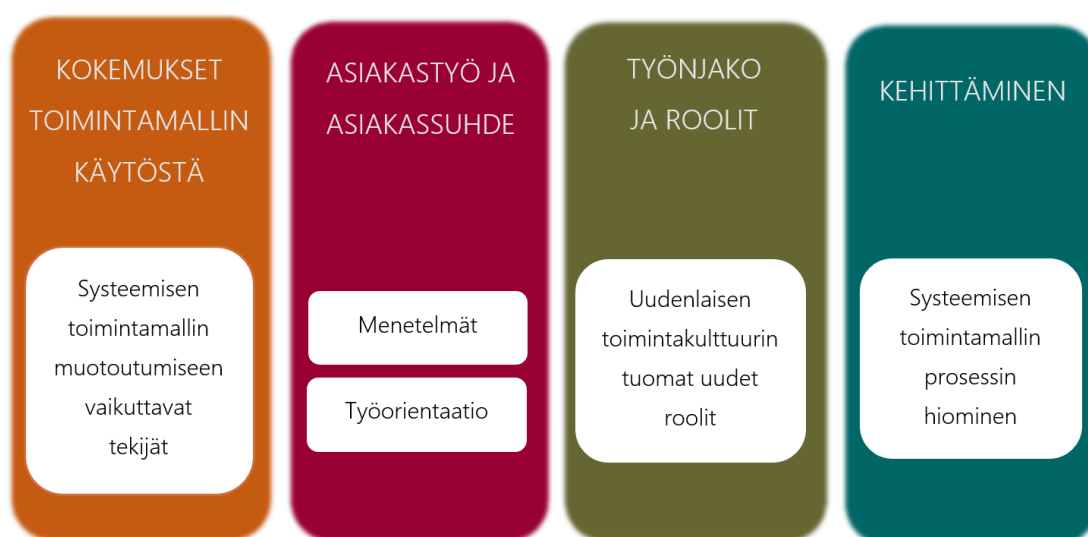 KOKEMUKSET
TOIMINTAMALLIN
KÄYTÖSTÄ
Systeemisen
toimintamallin
muotoutumiseen
vaikuttavat
tekijät
ASIAKASTYÖ JA
ASIAKASSUHDE
Menetelmät
Työorientaatio
TYÖNJAKO
JA ROOLIT
Uudenlaisen
toimintakulttuurin
tuomat uudet
roolit
KEHITTÄMINEN
Systeemisen
toimintamallin
prosessin
hiominen